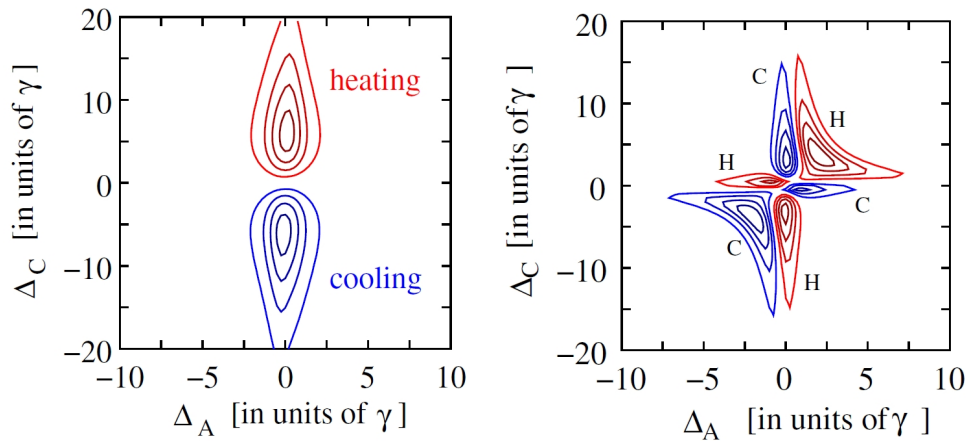 20
10
0
−10
−20
Δ_C [in units of γ]
heating
cooling
−10 −5 0 5 10
Δ_A [in units of γ]
20
10
0
−10
−20
Δ_C [in units of γ]
C
H
H
C
C
H
−10 −5 0 5 10
Δ_A [in units of γ]